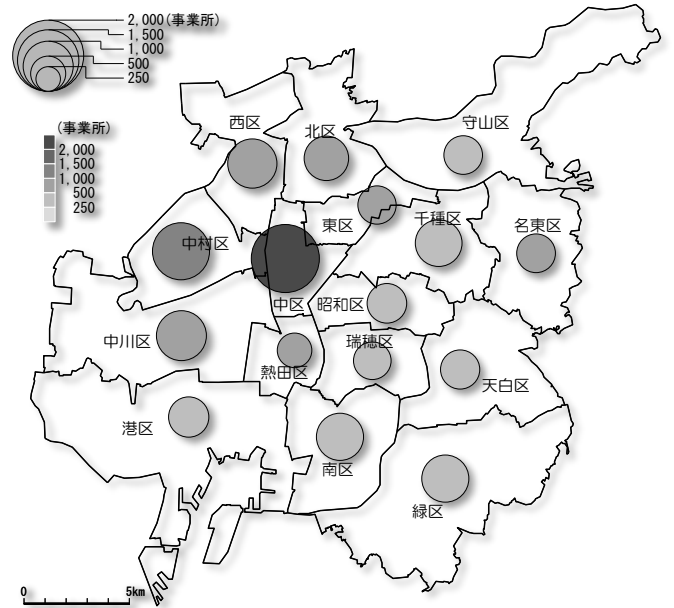 2,000(事業所)
1,500
1,000
500
250
(事業所)
2,000
1,500
1,000
500
250
西区
北区
守山区
東区
千種区
名東区
中村区
中区
昭和区
中川区
瑞穂区
熱田区
天白区
港区
南区
緑区
0 5km